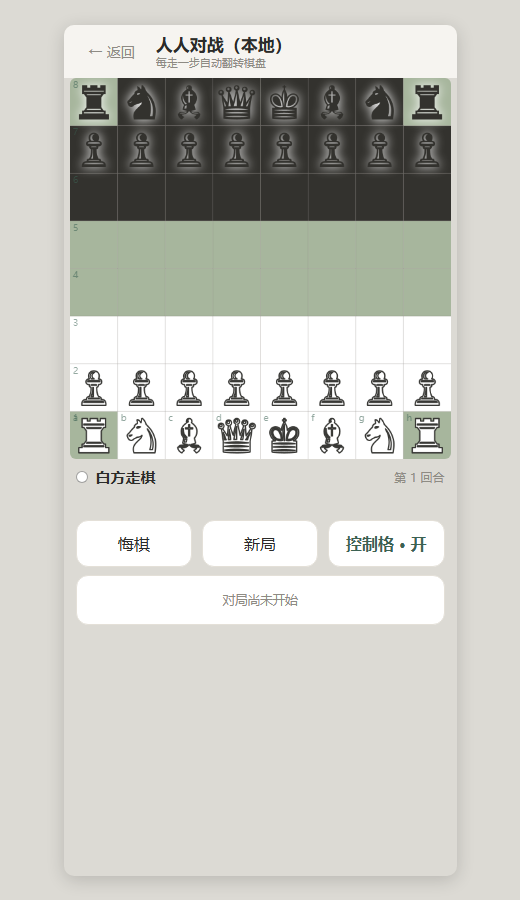 ← 返回
人人对战（本地）
每走一步自动翻转棋盘
8
7
6
5
4
3
2
b c d e f g h
白方走棋
第 1 回合
悔棋
新局
控制格 • 开
对局尚未开始